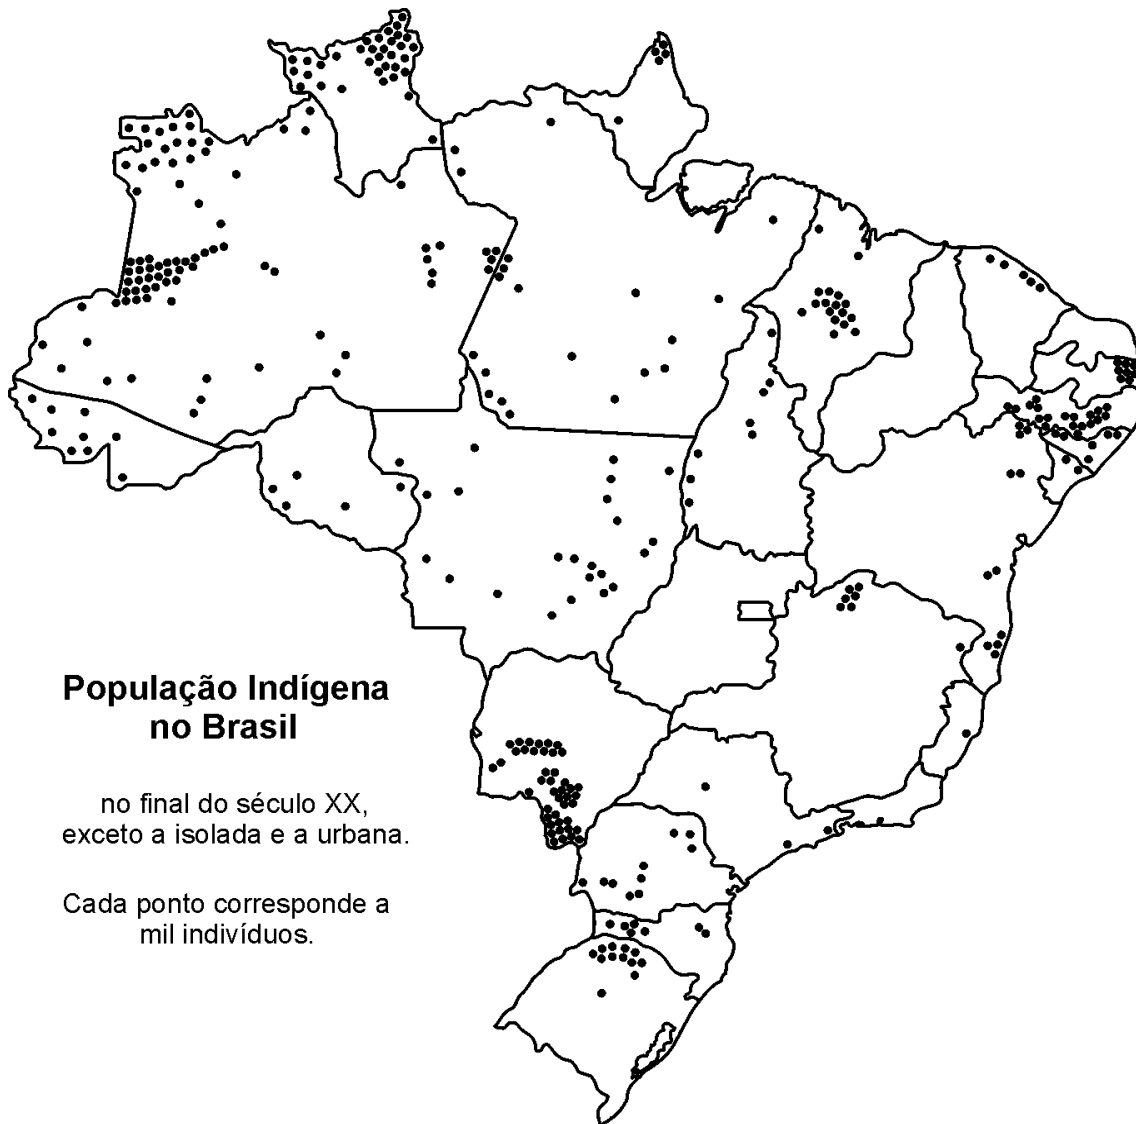 População Indígena
no Brasil
no final do século XX,
exceto a isolada e a urbana.
Cada ponto corresponde a
mil indivíduos.